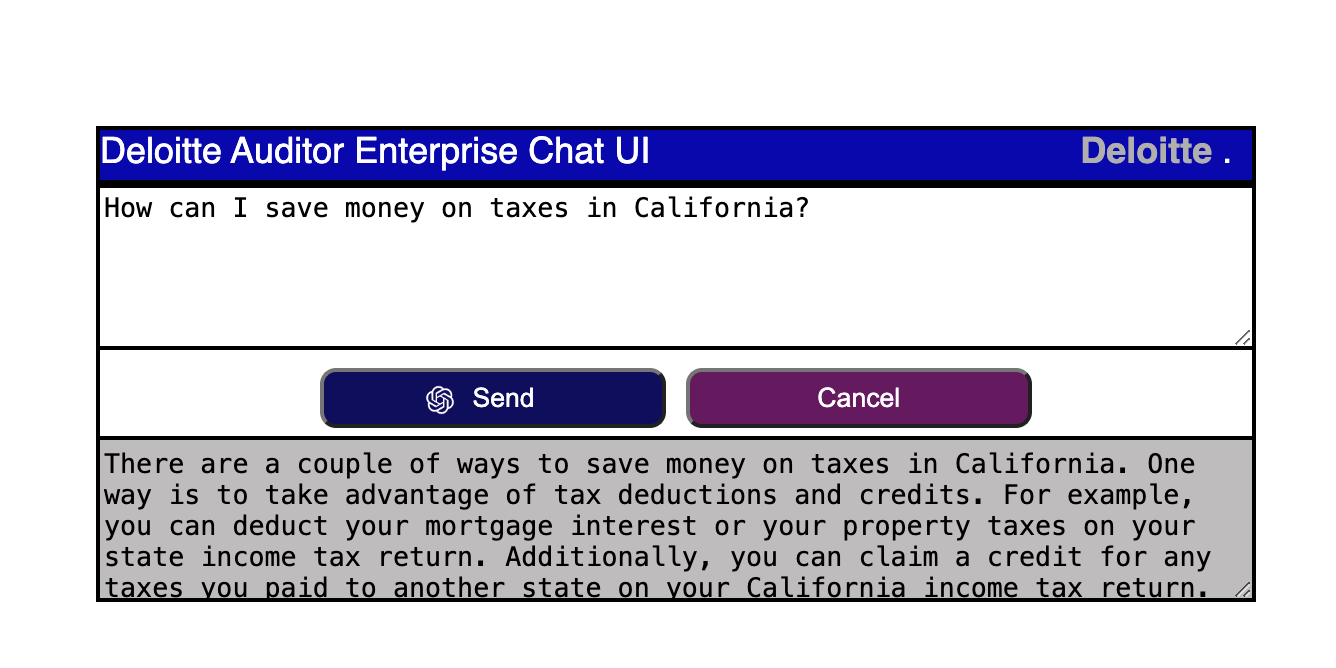 Deloitte Auditor Enterprise Chat UI Deloitte .
How can I save money on taxes in California?
Send Cancel
There are a couple of ways to save money on taxes in California. One
way is to take advantage of tax deductions and credits. For example,
you can deduct your mortgage interest or your property taxes on your
state income tax return. Additionally, you can claim a credit for any
taxes you paid to another state on your California income tax return.